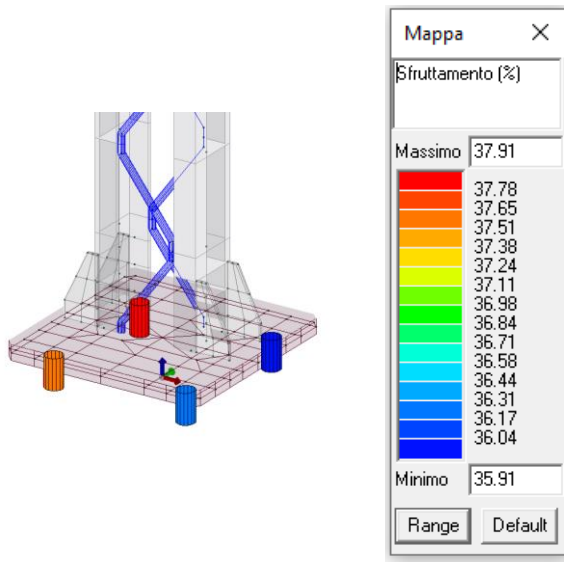 Mappa
Sfruttamento (%)
Massimo 37.91
37.78
37.65
37.51
37.38
37.24
37.11
36.98
36.84
36.71
36.58
36.44
36.31
36.17
36.04
Minimo 35.91
Range Default